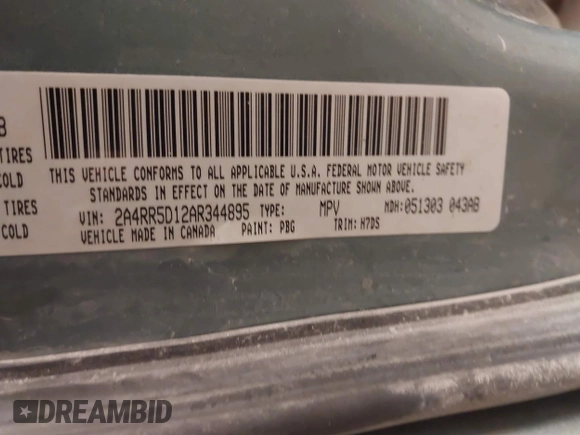 B
TIRES
COLD
TIRES
COLD
THIS VEHICLE CONFORMS TO ALL APPLICABLE U.S.A. FEDERAL MOTOR VEHICLE SAFETY
STANDARDS IN EFFECT ON THE DATE OF MANUFACTURE SHOWN ABOVE.
VIN: 2A4RR5D12AR344895 TYPE: MPV MDH: 051303 043AB
VEHICLE MADE IN CANADA PAINT: PBG TRIM: H7DS
DREAMBID